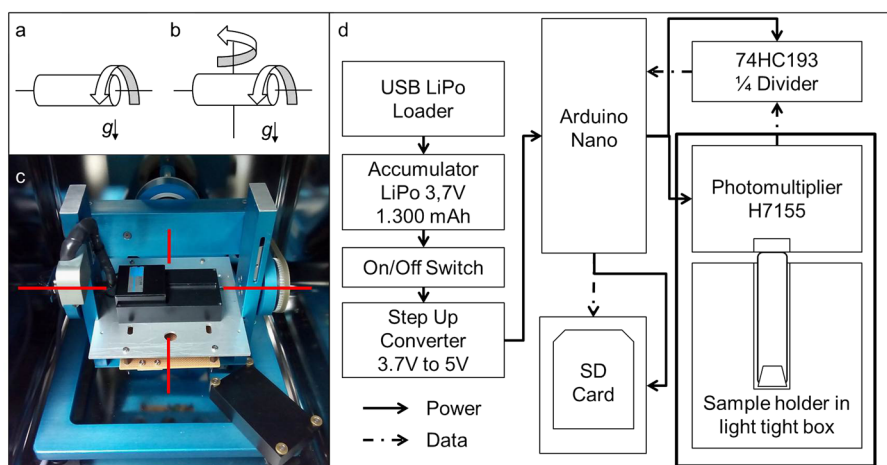 a
b
g
g
c
d
USB LiPo
Loader
Accumulator
LiPo 3,7V
1.300 mAh
On/Off Switch
Step Up
Converter
3.7V to 5V
Arduino
Nano
74HC193
¼ Divider
Photomultiplier
H7155
SD
Card
Sample holder in
light tight box
Power
Data